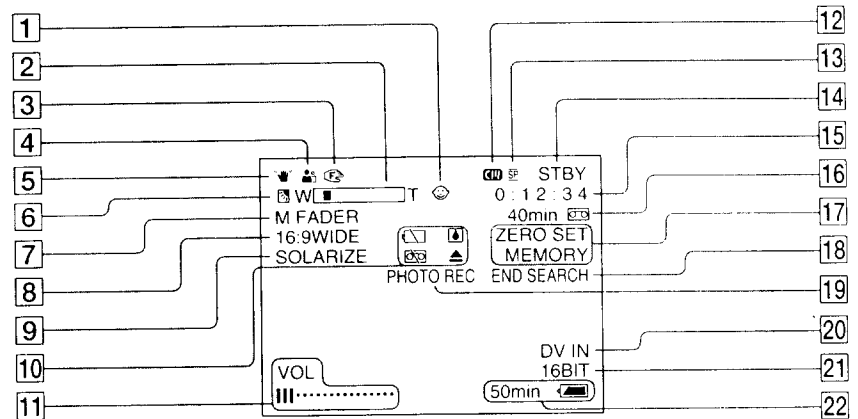 1
2
3
4
5
6
7
8
9
10
11
12
13
14
15
16
17
18
19
20
21
22
SP STBY
W T 0:12:34
M FADER 40min
16:9WIDE ZERO SET
SOLARIZE MEMORY
PHOTO REC END SEARCH
DV IN
VOL 16BIT
50min